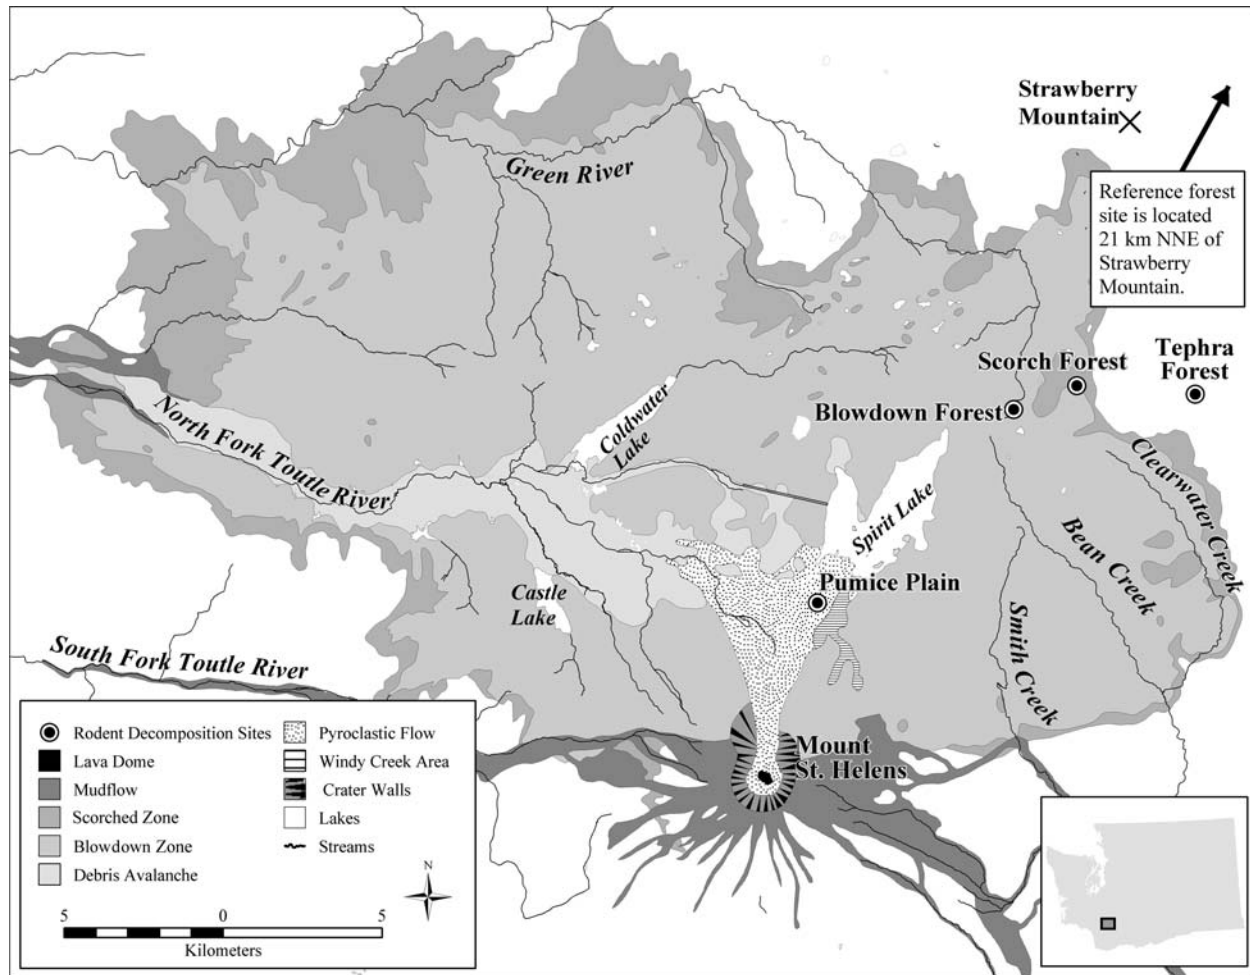 Strawberry
Mountain
Reference forest
site is located
21 km NNE of
Strawberry
Mountain.
Green River
Scorch Forest
Tephra
Forest
Blowdown Forest
North Fork Toutle River
Coldwater
Lake
Clearwater Creek
Spirit Lake
Bean Creek
Pumice Plain
Castle
Lake
Smith Creek
South Fork Toutle River
Mount
St. Helens
Rodent Decomposition Sites
Lava Dome
Mudflow
Scorched Zone
Blowdown Zone
Debris Avalanche
Pyroclastic Flow
Windy Creek Area
Crater Walls
Lakes
Streams
N
5 0 5
Kilometers